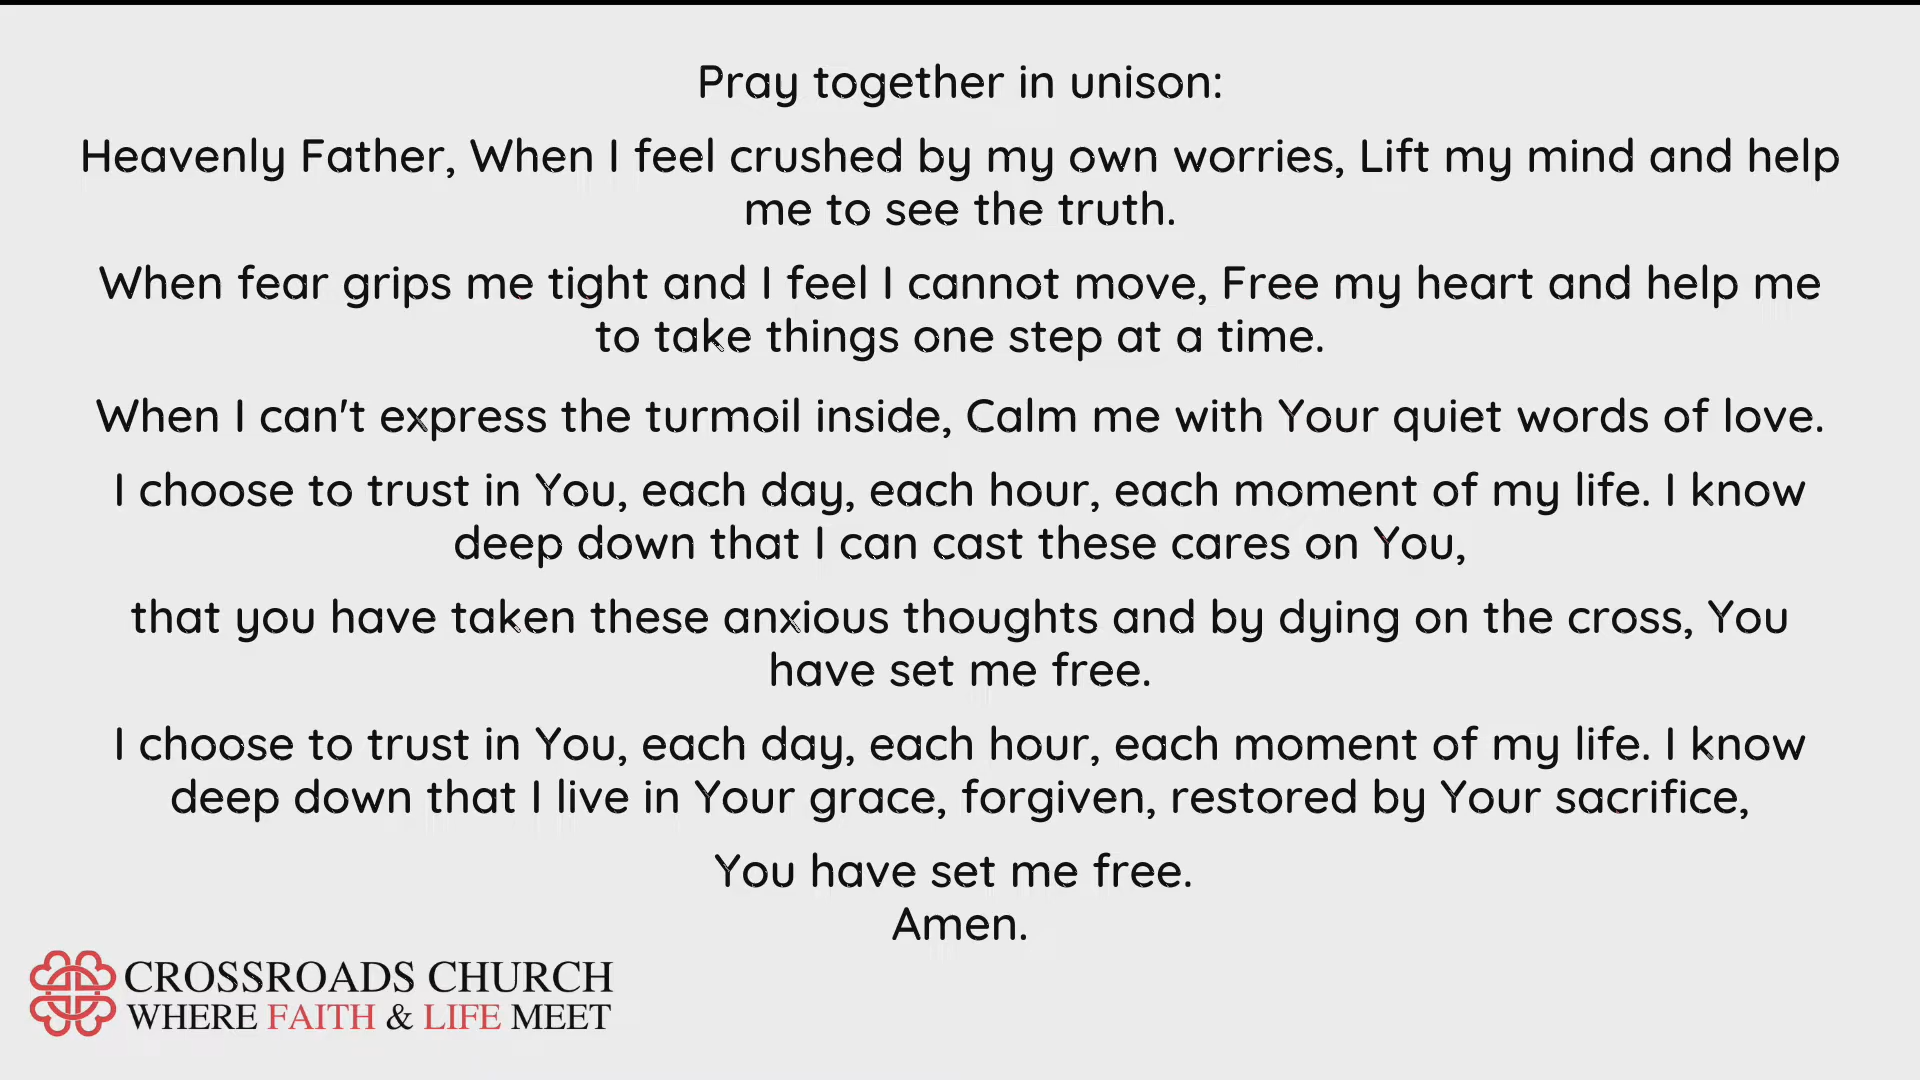 Pray together in unison:
Heavenly Father, When I feel crushed by my own worries, Lift my mind and help
me to see the truth.
When fear grips me tight and I feel I cannot move, Free my heart and help me
to take things one step at a time.
When I can't express the turmoil inside, Calm me with Your quiet words of love.
I choose to trust in You, each day, each hour, each moment of my life. I know
deep down that I can cast these cares on You,
that you have taken these anxious thoughts and by dying on the cross, You
have set me free.
I choose to trust in You, each day, each hour, each moment of my life. I know
deep down that I live in Your grace, forgiven, restored by Your sacrifice,
You have set me free.
Amen.
CROSSROADS CHURCH
WHERE FAITH & LIFE MEET